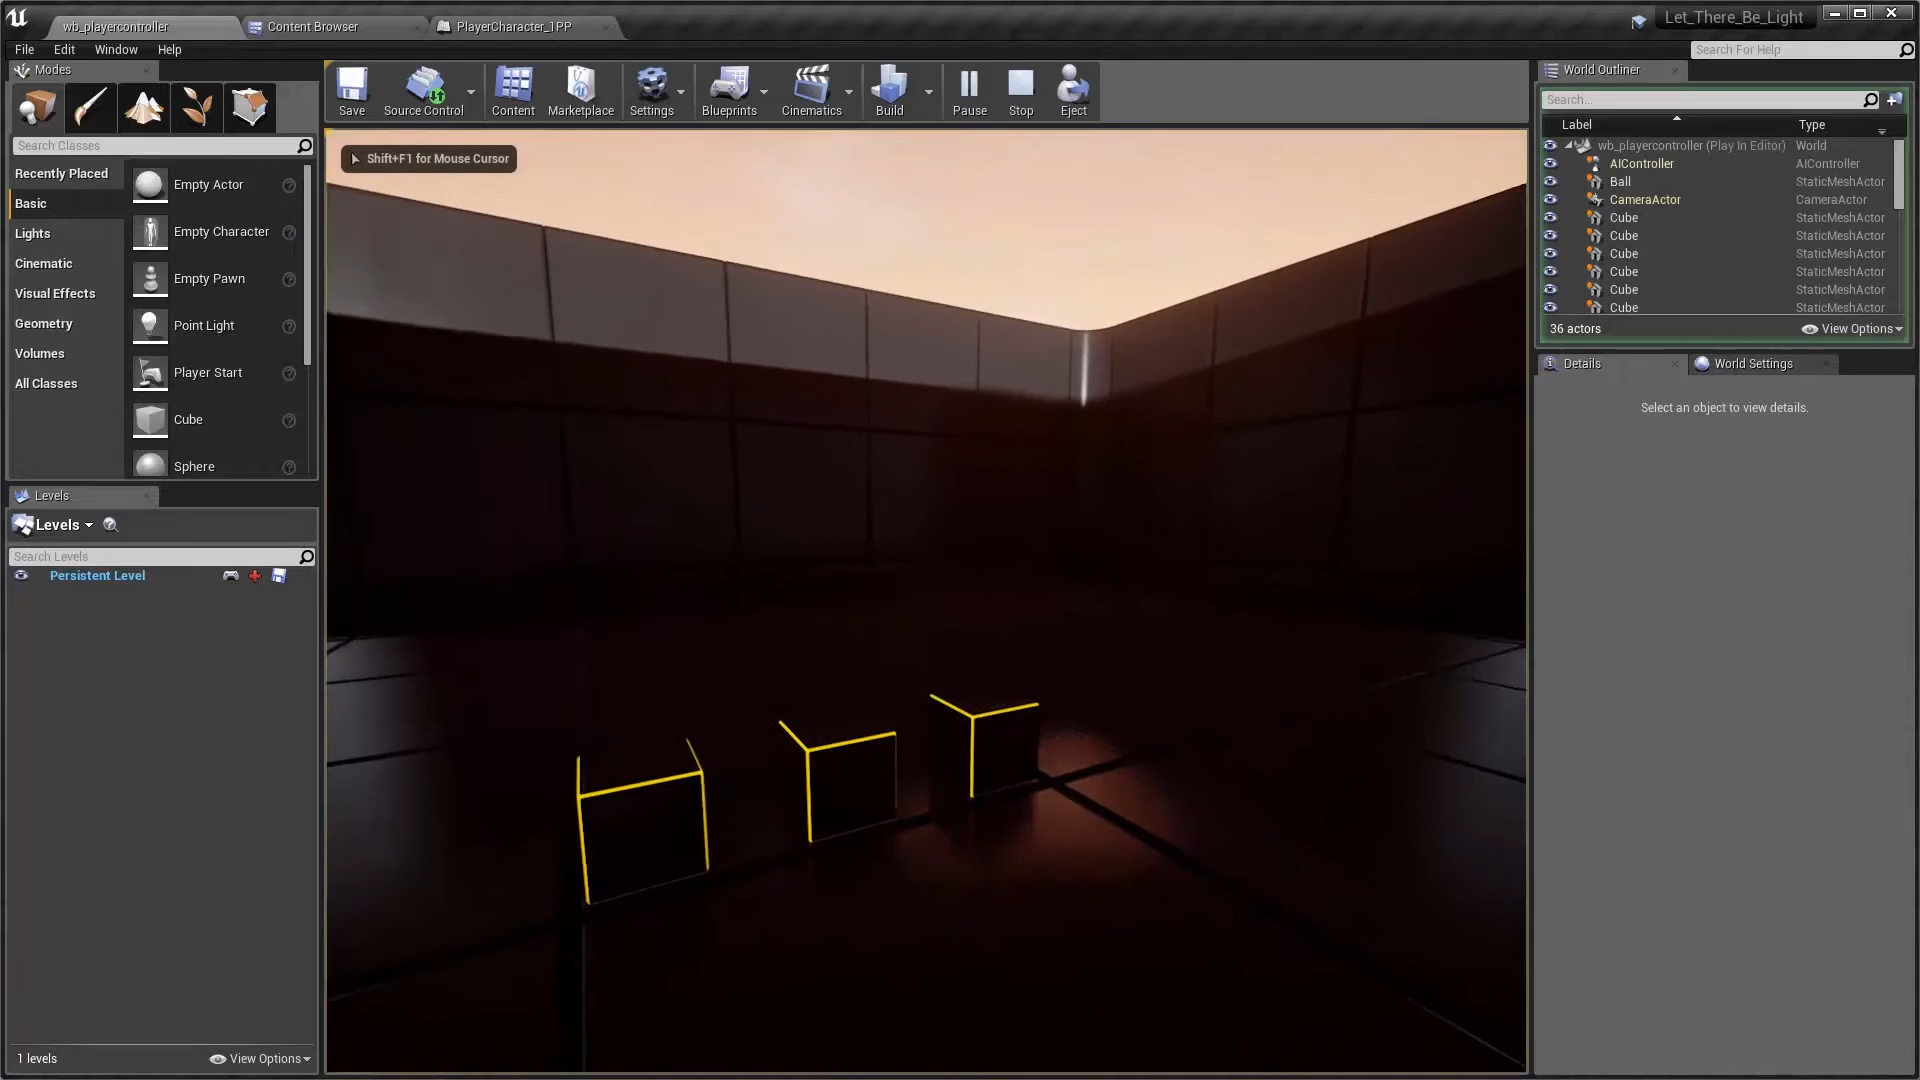 wb_playercontroller
Content Browser
PlayerCharacter_1PP
Let_There_Be_Light
File
Edit
Window
Help
Search For Help
Modes
World Outliner
Save
Source Control
Content
Marketplace
Settings
Blueprints
Cinematics
Build
Pause
Stop
Eject
Search...
Label
Type
Search Classes
Shift+F1 for Mouse Cursor
wb_playercontroller (Play In Editor)
World
Recently Placed
Empty Actor
AIController
AIController
Ball
StaticMeshActor
Basic
CameraActor
CameraActor
Lights
Empty Character
Cube
StaticMeshActor
Cube
StaticMeshActor
Cinematic
Cube
StaticMeshActor
Visual Effects
Empty Pawn
Cube
StaticMeshActor
Cube
StaticMeshActor
Geometry
Point Light
Cube
StaticMeshActor
36 actors
View Options
Volumes
Player Start
All Classes
Details
World Settings
Cube
Select an object to view details.
Sphere
Levels
Levels
Search Levels
Persistent Level
1 levels
View Options